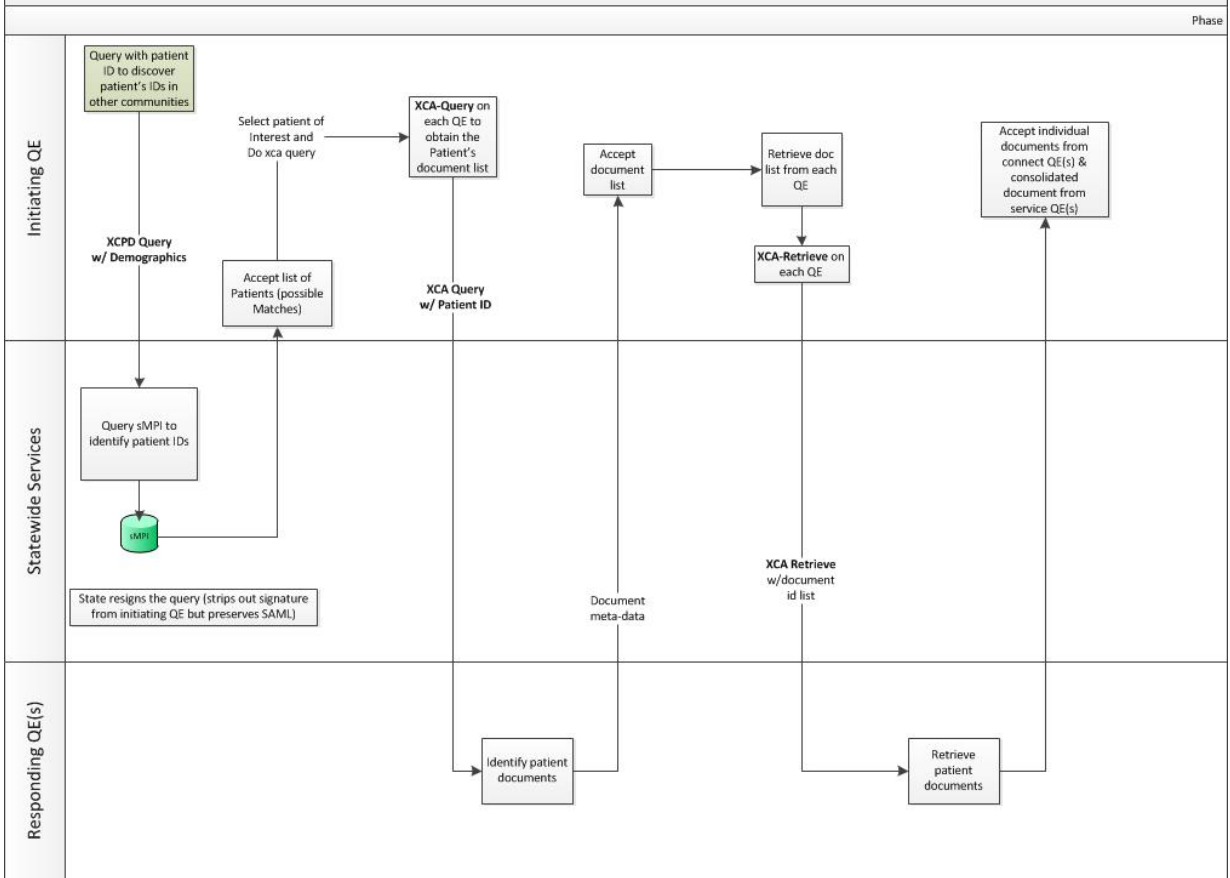 Phase
Initiating QE
Query with patient
ID to discover
patient's IDs in
other communities
XCPD Query
w/ Demographics
Select patient of
Interest and
Do xca query
Accept list of
Patients (possible
Matches)
XCA-Query on
each QE to
obtain the
Patient's
document list
XCA Query
w/ Patient ID
Accept
document
list
Retrieve doc
list from each
QE
XCA-Retrieve on
each QE
Accept individual
documents from
connect QE(s) &
consolidated
document from
service QE(s)
Statewide Services
Query sMPI to
identify patient IDs
sMPI
State resigns the query (strips out signature
from initiating QE but preserves SAML)
Document
meta-data
XCA Retrieve
w/document
id list
Responding QE(s)
Identify patient
documents
Retrieve
patient
documents